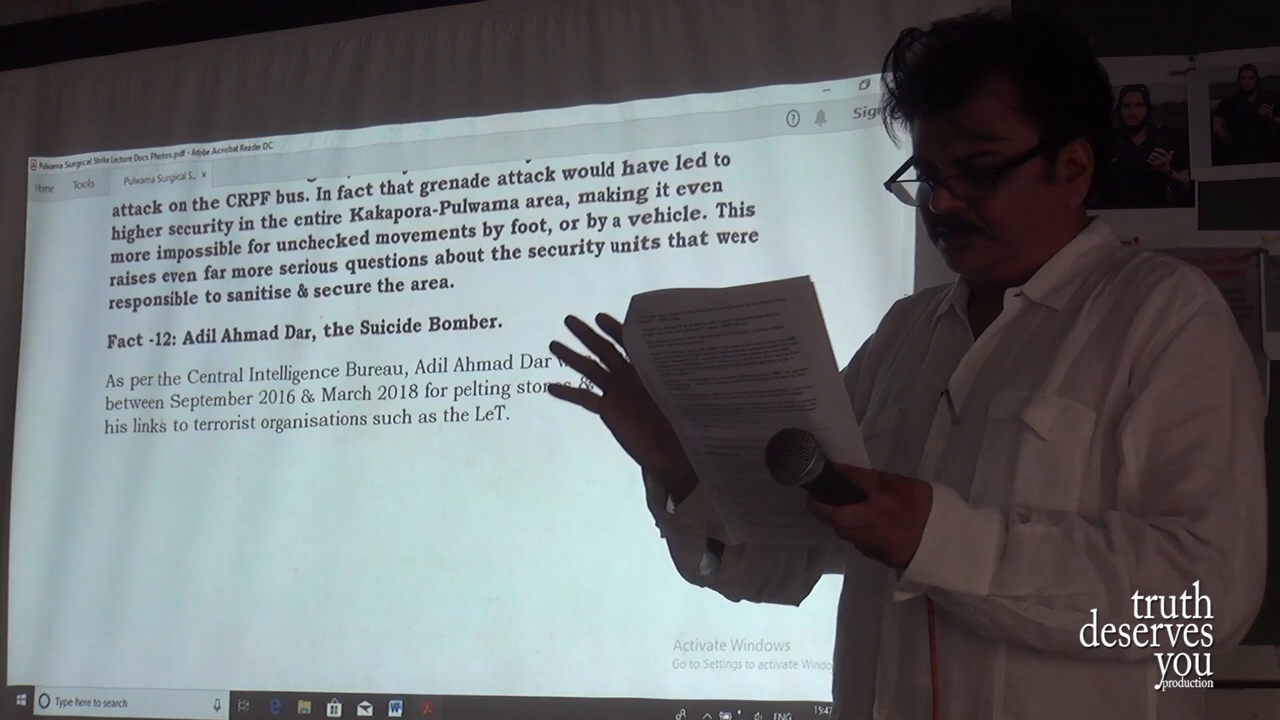 Pulwama Surgical Strike Lecture Docs Photos.pdf - Adobe Acrobat Reader DC
Home Tools Pulwama Surgical S... × Sig
attack on the CRPF bus. In fact that grenade attack would have led to
higher security in the entire Kakapora-Pulwama area, making it even
more impossible for unchecked movements by foot, or by a vehicle. This
raises even far more serious questions about the security units that were
responsible to sanitise & secure the area.
Fact -12: Adil Ahmad Dar, the Suicide Bomber.
As per the Central Intelligence Bureau, Adil Ahmad Dar
between September 2016 & March 2018 for pelting stones &
his links to terrorist organisations such as the LeT.
Activate Windows
Go to Settings to activate Windo
Type here to search
ENG 15:47
truth
deserves
you
production